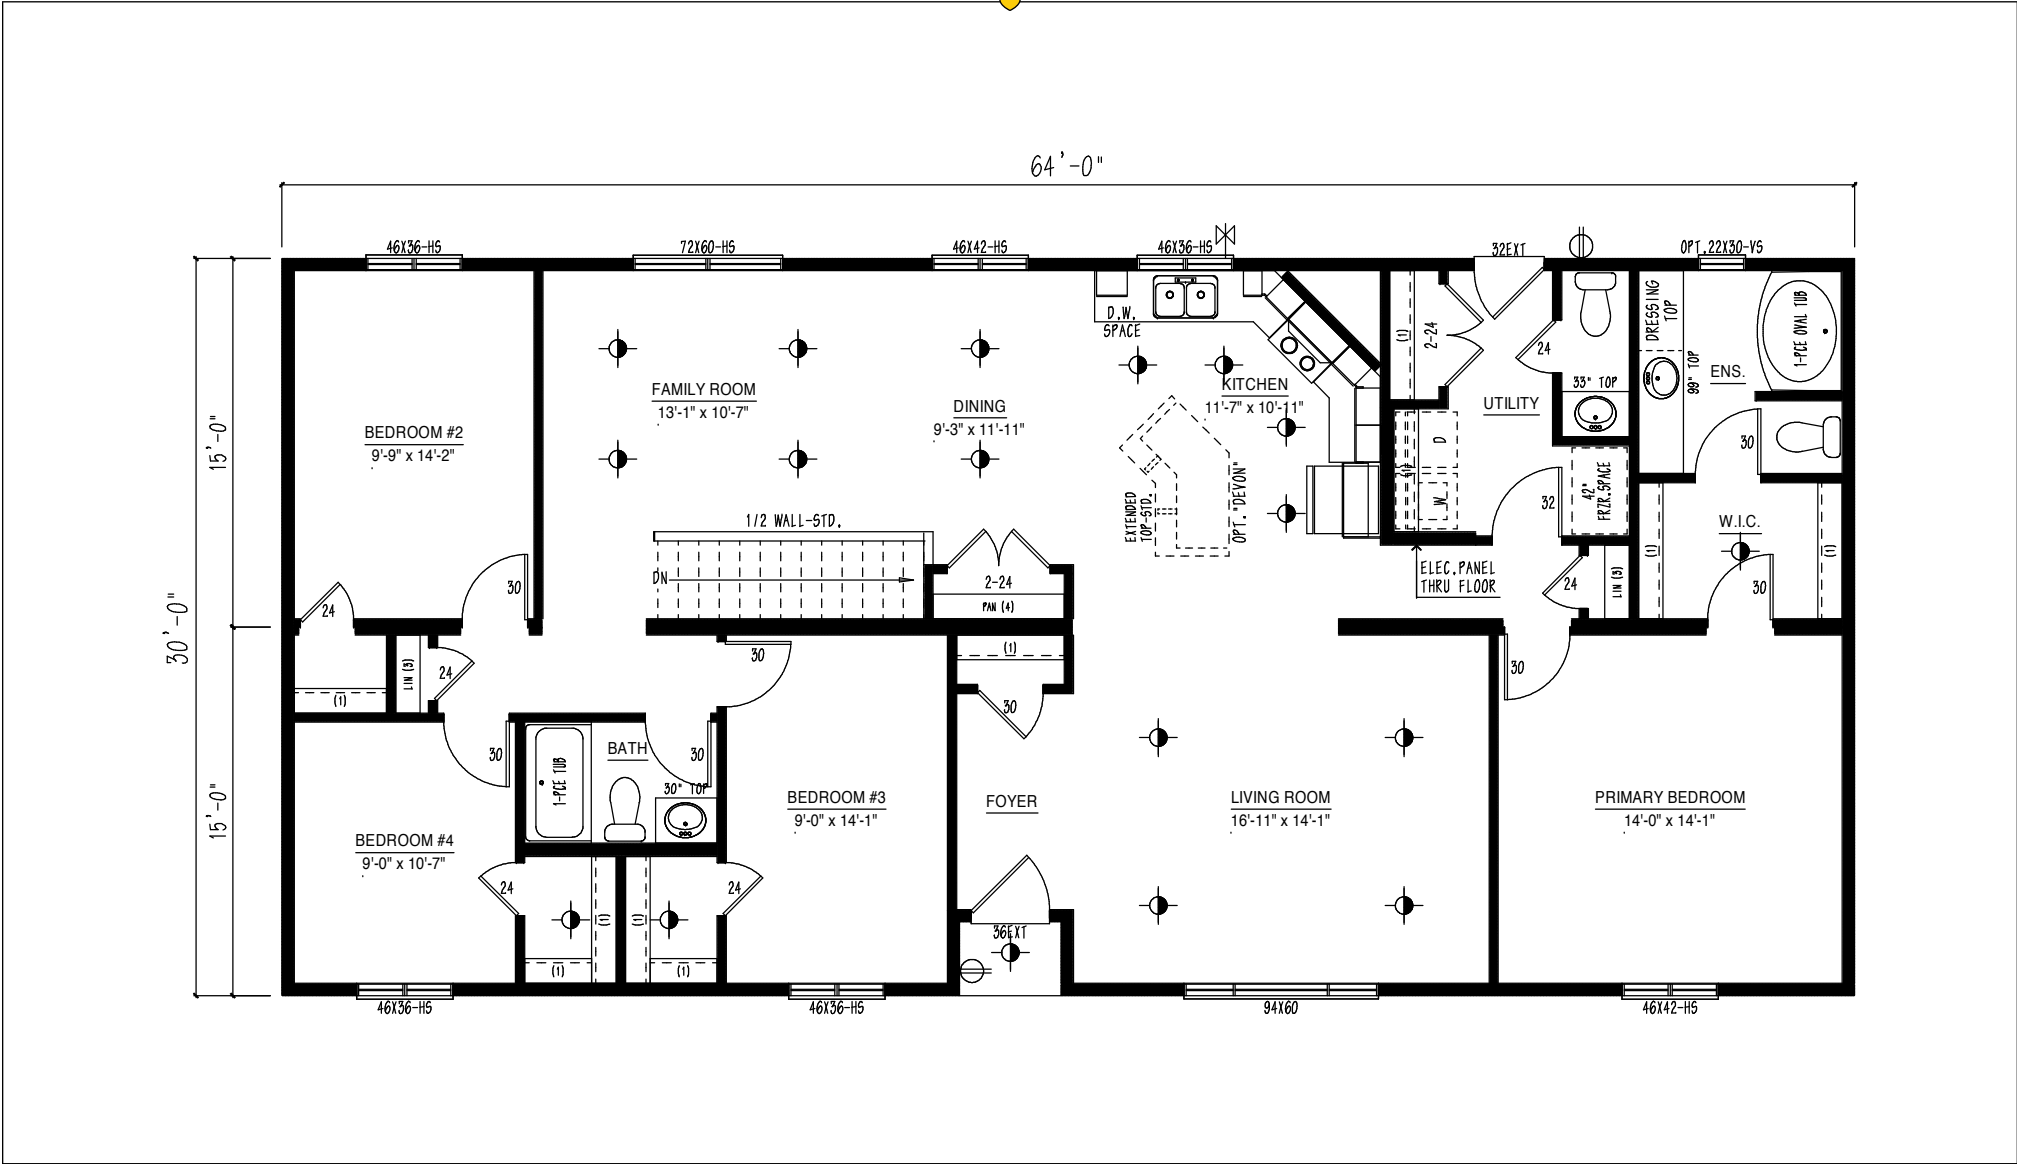 64'-0"
46X36-HS
72X60-HS
46X42-HS
46X36-HS
32EXT
OPT.22X30-VS
15'-0"
30'-0"
15'-0"
BEDROOM #2
9'-9" x 14'-2"
24
30
FAMILY ROOM
13'-1" x 10'-7"
DINING
9'-3" x 11'-11"
1/2 WALL-STD.
DN
2-24
PAN (4)
D.W.
SPACE
KITCHEN
11'-7" x 10'-11"
EXTENDED
TOP-STD.
OPT."DEVON"
(1)
2-24
UTILITY
24
33" TOP
D
W
(1)
32
42"
FRZR.SPACE
ELEC.PANEL
THRU FLOOR
24
LIN (3)
DRESSING
TOP
99" TOP
ENS.
1-PCE OVAL TUB
30
W.I.C.
(1)
(1)
30
(1)
LIN (3)
24
30
30
BATH
1-PCE TUB
30
30" TOP
BEDROOM #4
9'-0" x 10'-7"
24
(1)
(1)
(1)
(1)
24
BEDROOM #3
9'-0" x 14'-1"
(1)
30
FOYER
36EXT
LIVING ROOM
16'-11" x 14'-1"
30
PRIMARY BEDROOM
14'-0" x 14'-1"
46X36-HS
46X36-HS
94X60
46X42-HS